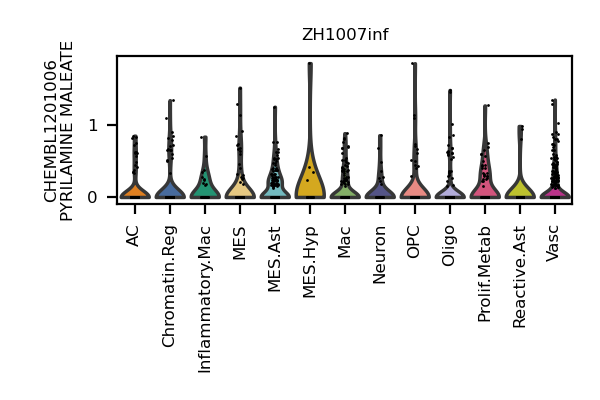 ZH1007inf
CHEMBL1201006
PYRILAMINE MALEATE
1
0
AC
Chromatin.Reg
Inflammatory.Mac
MES
MES.Ast
MES.Hyp
Mac
Neuron
OPC
Oligo
Prolif.Metab
Reactive.Ast
Vasc